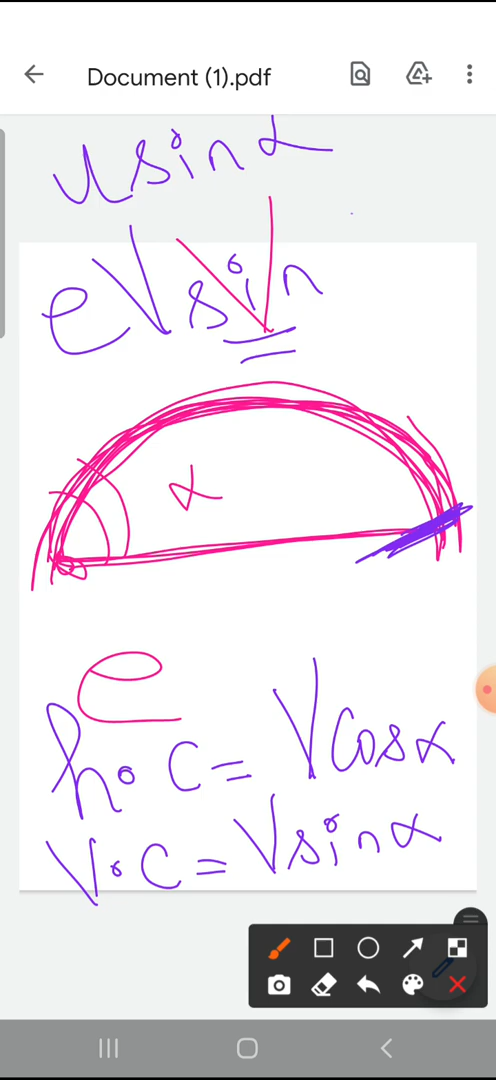 Document (1).pdf
usinα
eVsin
α
e
h.c = Vcosα
V.C = Vsinα